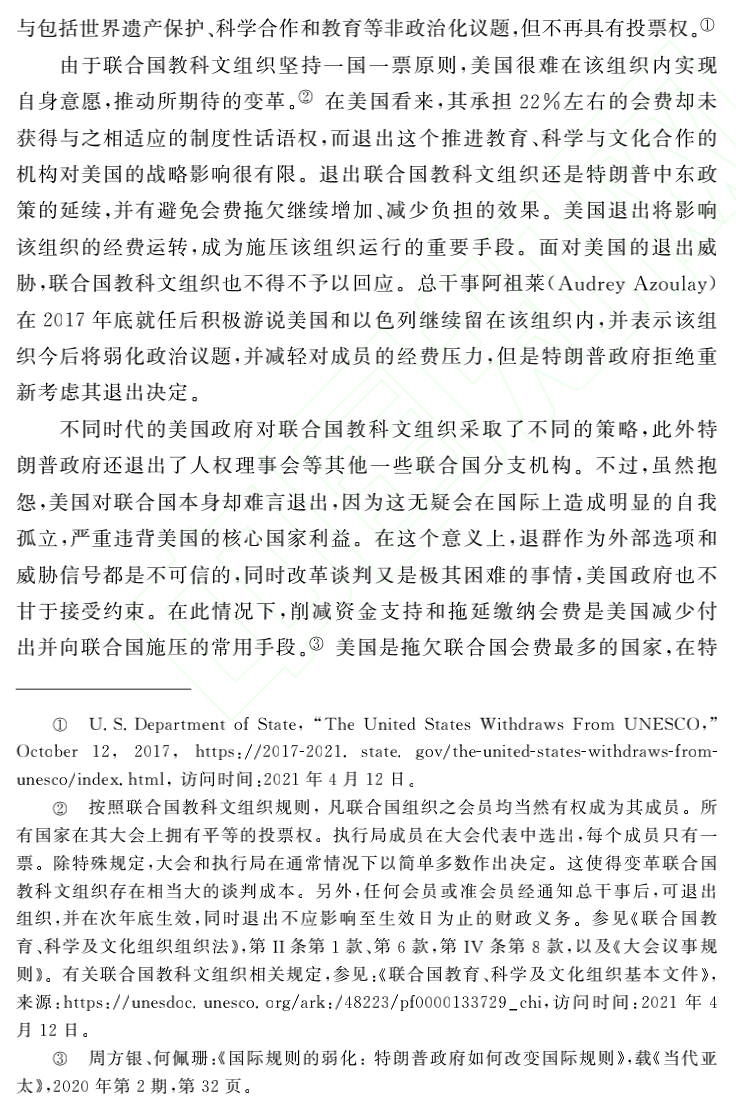 与包括世界遗产保护、科学合作和教育等非政治化议题,但不再具有投票权。①
由于联合国教科文组织坚持一国一票原则,美国很难在该组织内实现
自身意愿,推动所期待的变革。② 在美国看来,其承担 22%左右的会费却未
获得与之相适应的制度性话语权,而退出这个推进教育、科学与文化合作的
机构对美国的战略影响很有限。退出联合国教科文组织还是特朗普中东政
策的延续,并有避免会费拖欠继续增加、减少负担的效果。美国退出将影响
该组织的经费运转,成为施压该组织运行的重要手段。面对美国的退出威
胁,联合国教科文组织也不得不予以回应。总干事阿祖莱(Audrey Azoulay)
在 2017 年底就任后积极游说美国和以色列继续留在该组织内,并表示该组
织今后将弱化政治议题,并减轻对成员的经费压力,但是特朗普政府拒绝重
新考虑其退出决定。
不同时代的美国政府对联合国教科文组织采取了不同的策略,此外特
朗普政府还退出了人权理事会等其他一些联合国分支机构。不过,虽然抱
怨,美国对联合国本身却难言退出,因为这无疑会在国际上造成明显的自我
孤立,严重违背美国的核心国家利益。在这个意义上,退群作为外部选项和
威胁信号都是不可信的,同时改革谈判又是极其困难的事情,美国政府也不
甘于接受约束。在此情况下,削减资金支持和拖延缴纳会费是美国减少付
出并向联合国施压的常用手段。③ 美国是拖欠联合国会费最多的国家,在特
① U. S. Department of State, “The United States Withdraws From UNESCO,”
October 12, 2017, https://2017-2021. state. gov/the-united-states-withdraws-from-
unesco/index. html, 访问时间:2021 年 4 月 12 日。
② 按照联合国教科文组织规则, 凡联合国组织之会员均当然有权成为其成员。所
有国家在其大会上拥有平等的投票权。执行局成员在大会代表中选出,每个成员只有一
票。除特殊规定,大会和执行局在通常情况下以简单多数作出决定。这使得变革联合国
教科文组织存在相当大的谈判成本。另外,任何会员或准会员经通知总干事后,可退出
组织,并在次年底生效,同时退出不应影响至生效日为止的财政义务。参见《联合国教
育、科学及文化组织组织法》,第 II 条第 1 款、第 6 款,第 IV 条第 8 款,以及《大会议事规
则》。有关联合国教科文组织相关规定,参见:《联合国教育、科学及文化组织基本文件》,
来源:https://unesdoc. unesco. org/ark:/48223/pf0000133729_chi,访问时间:2021 年 4
月 12 日。
③ 周方银、何佩珊:《国际规则的弱化: 特朗普政府如何改变国际规则》,载《当代亚
太》,2020 年第 2 期,第 32 页。